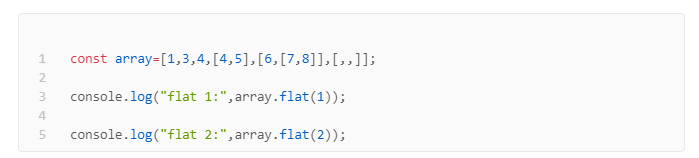 1 const array=[1,3,4,[4,5],[6,[7,8]],[,,]];
2
3 console.log("flat 1:",array.flat(1));
4
5 console.log("flat 2:",array.flat(2));